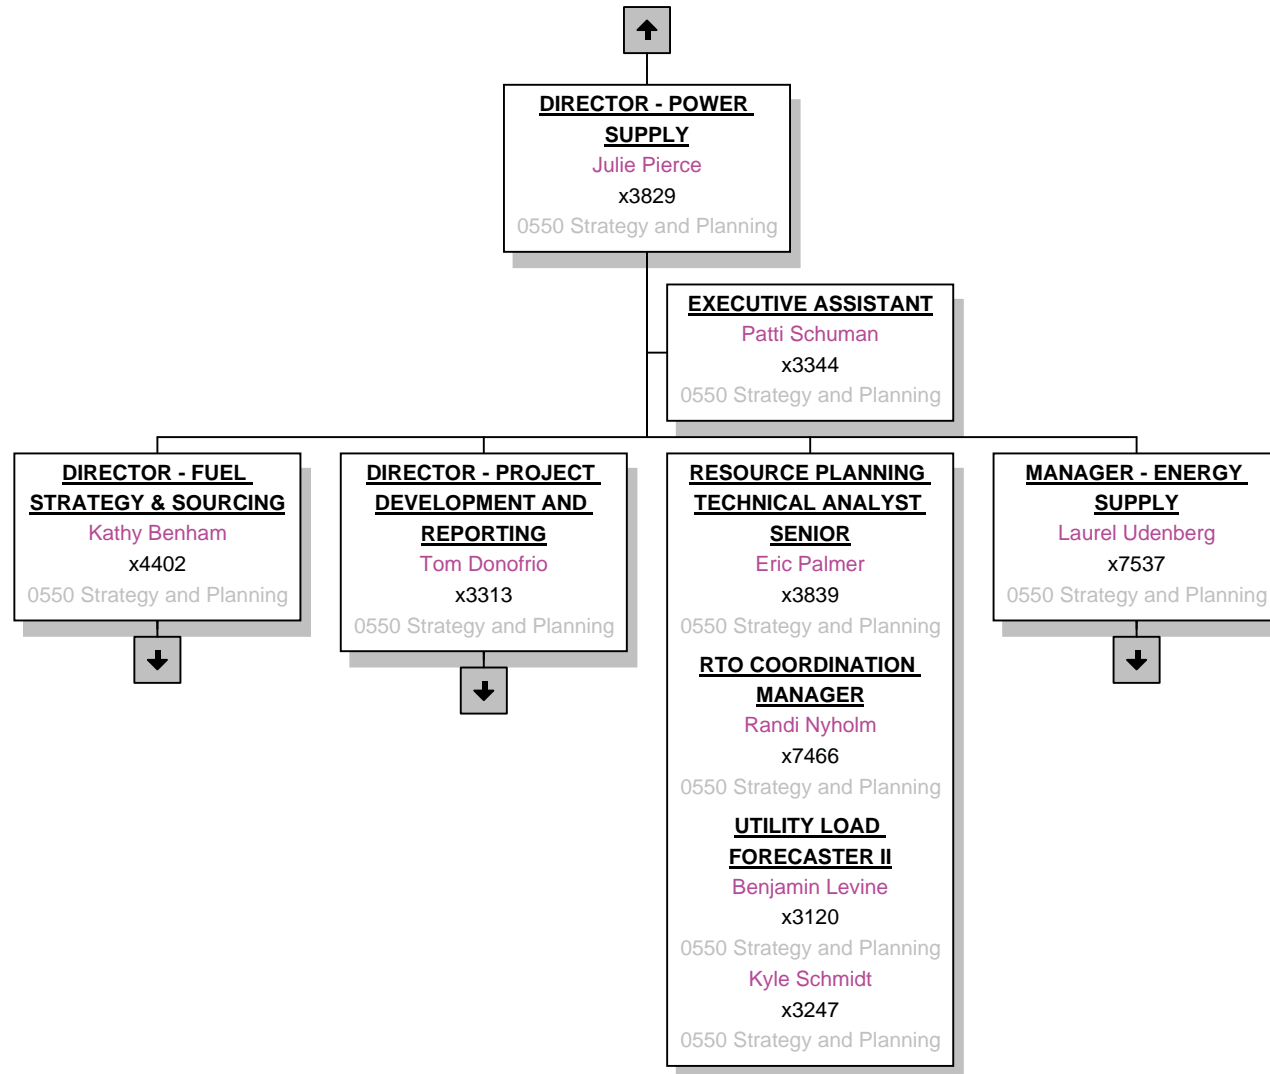 DIRECTOR - POWER
SUPPLY
Julie Pierce
x3829
0550 Strategy and Planning
EXECUTIVE ASSISTANT
Patti Schuman
x3344
0550 Strategy and Planning
DIRECTOR - FUEL
STRATEGY & SOURCING
Kathy Benham
x4402
0550 Strategy and Planning
DIRECTOR - PROJECT
DEVELOPMENT AND
REPORTING
Tom Donofrio
x3313
0550 Strategy and Planning
RESOURCE PLANNING
TECHNICAL ANALYST
SENIOR
Eric Palmer
x3839
0550 Strategy and Planning
RTO COORDINATION
MANAGER
Randi Nyholm
x7466
0550 Strategy and Planning
UTILITY LOAD
FORECASTER II
Benjamin Levine
x3120
0550 Strategy and Planning
Kyle Schmidt
x3247
0550 Strategy and Planning
MANAGER - ENERGY
SUPPLY
Laurel Udenberg
x7537
0550 Strategy and Planning